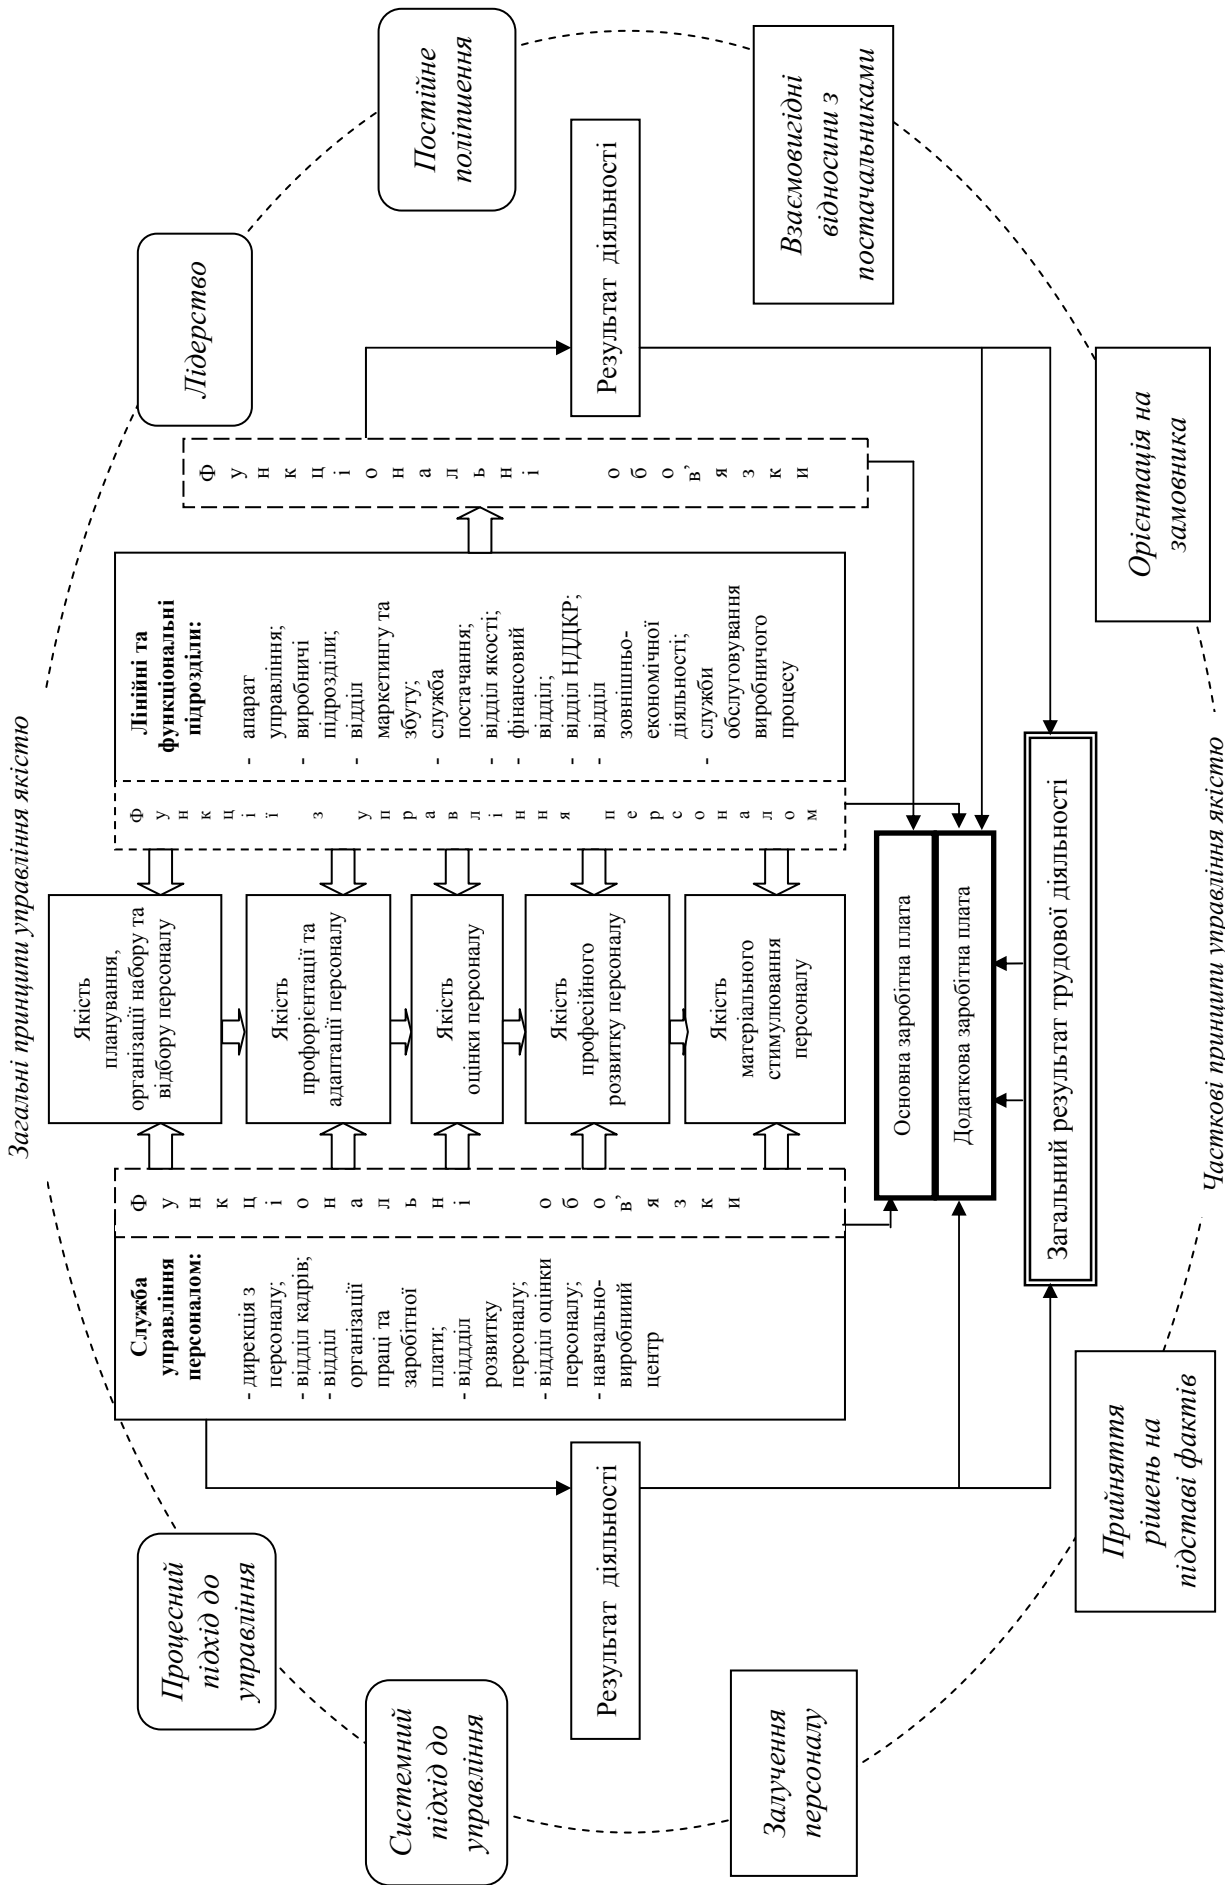 Загальні принципи управління якістю
Лідерство
Постійне
поліпшення
Процесний
підхід до
управління
Системний
підхід до
управління
Якість
планування,
організації набору та
відбору персоналу
Якість
профорієнтації та
адаптації персоналу
Якість
оцінки персоналу
Якість
професійного
розвитку персоналу
Якість
матеріального
стимулювання
персоналу
Служба
управління
персоналом:
- дирекція з
персоналу;
- відділ кадрів;
- відділ
організації
праці та
заробітної
плати;
- віддділ
розвитку
персоналу;
- відділ оцінки
персоналу;
- навчально-
виробний
центр
Функціональні обов'язки
Функції з управління персоналом
Лінійні та
функціональні
підрозділи:
- апарат
управління;
- виробничі
підрозділи;
- відділ
маркетингу та
збуту;
- служба
постачання;
- відділ якості;
- фінансовий
відділ;
- відділ НДДКР;
- відділ
зовнішньо-
економічної
діяльності;
- служби
обслуговування
виробничого
процесу
Функціональні обов'язки
Результат діяльності
Результат діяльності
Основна заробітна плата
Додаткова заробітна плата
Загальний результат трудової діяльності
Залучення
персоналу
Прийняття
рішень на
підставі фактів
Орієнтація на
замовника
Взаємовигідні
відносини з
постачальниками
Часткові принципи управління якістю